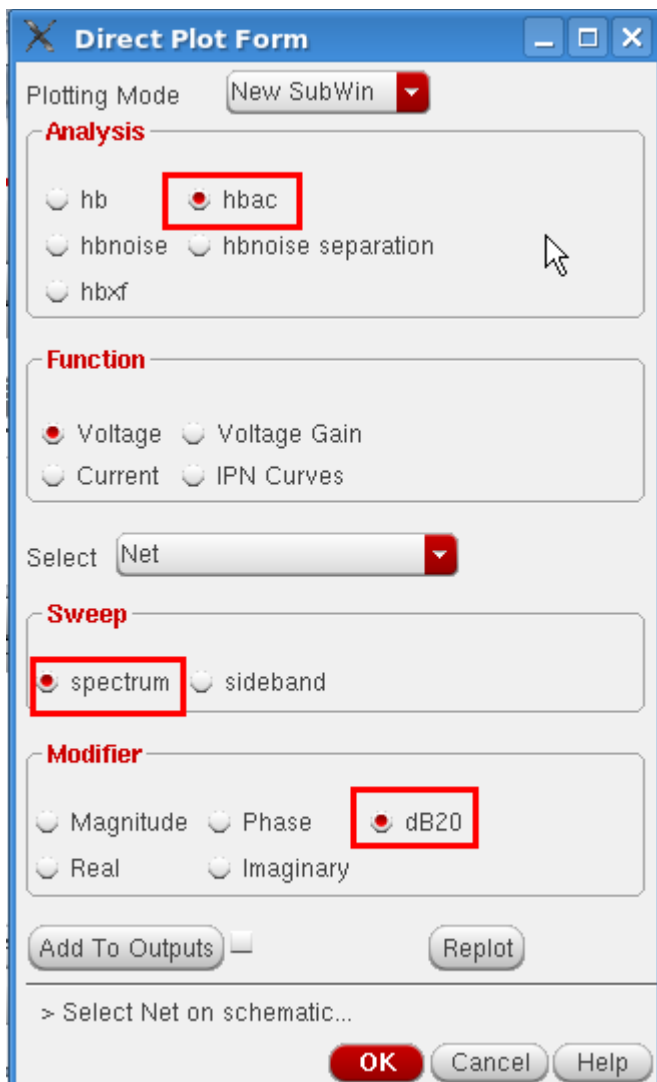 Direct Plot Form
Plotting Mode New SubWin
Analysis
hb hbac
hbnoise hbnoise separation
hbxf
Function
Voltage Voltage Gain
Current IPN Curves
Select Net
Sweep
spectrum sideband
Modifier
Magnitude Phase dB20
Real Imaginary
Add To Outputs Replot
> Select Net on schematic...
OK Cancel Help